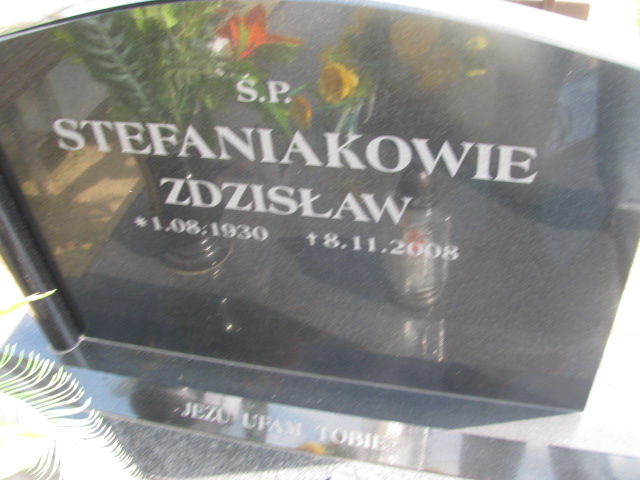 Ś.P.
STEFANIAKOWIE
ZDZISŁAW
*1.08.1930 †8.11.2008
JEZU UFAM TOBIE